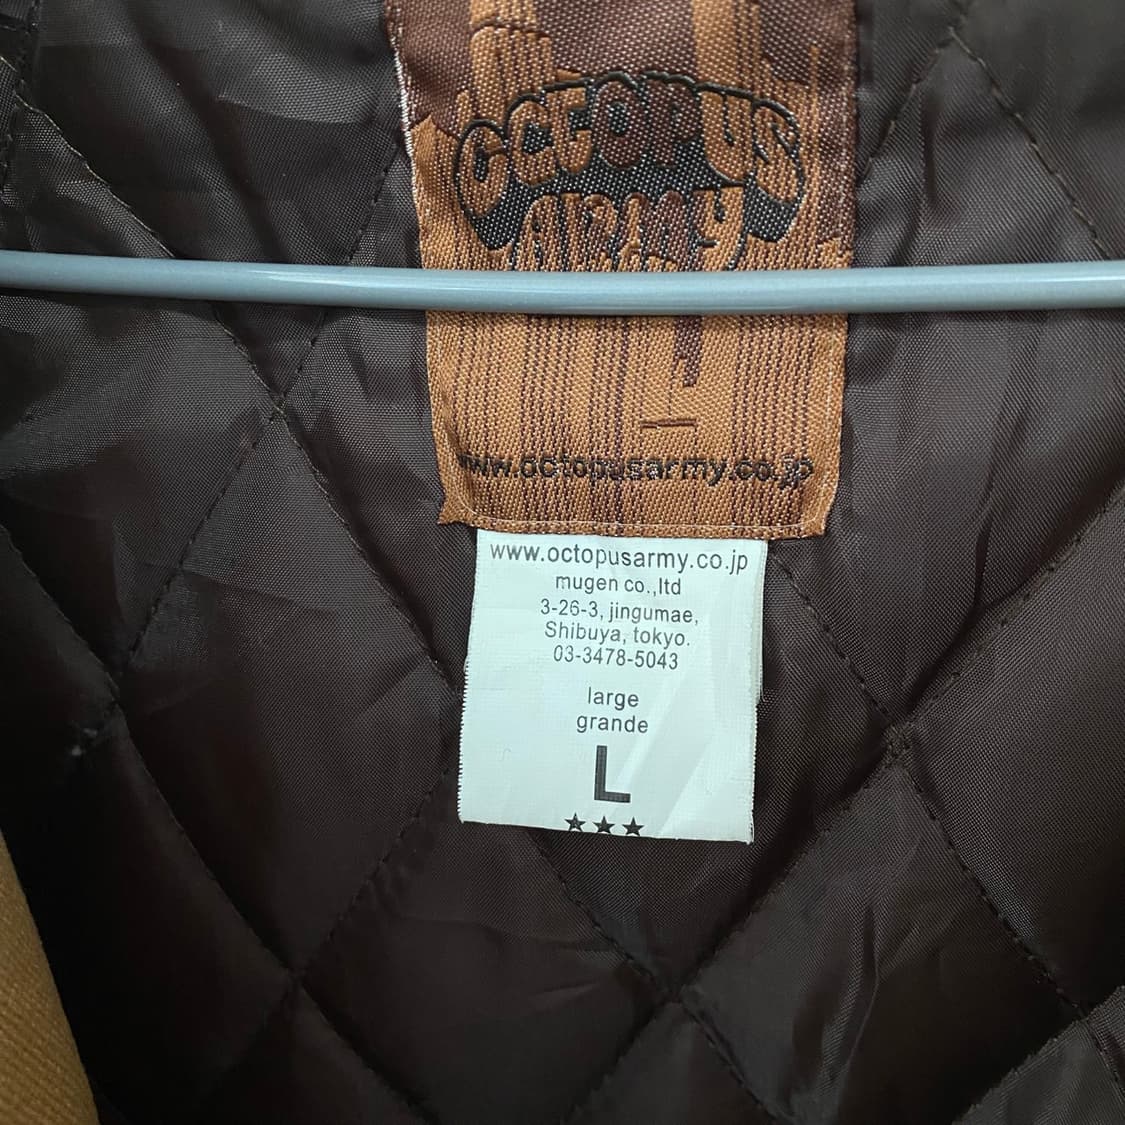 OCTOPUS
ARMY
www.octopusarmy.co.jp
www.octopusarmy.co.jp
mugen co.,ltd
3-26-3, jingumae,
Shibuya, tokyo.
03-3478-5043
large
grande
L
★★★